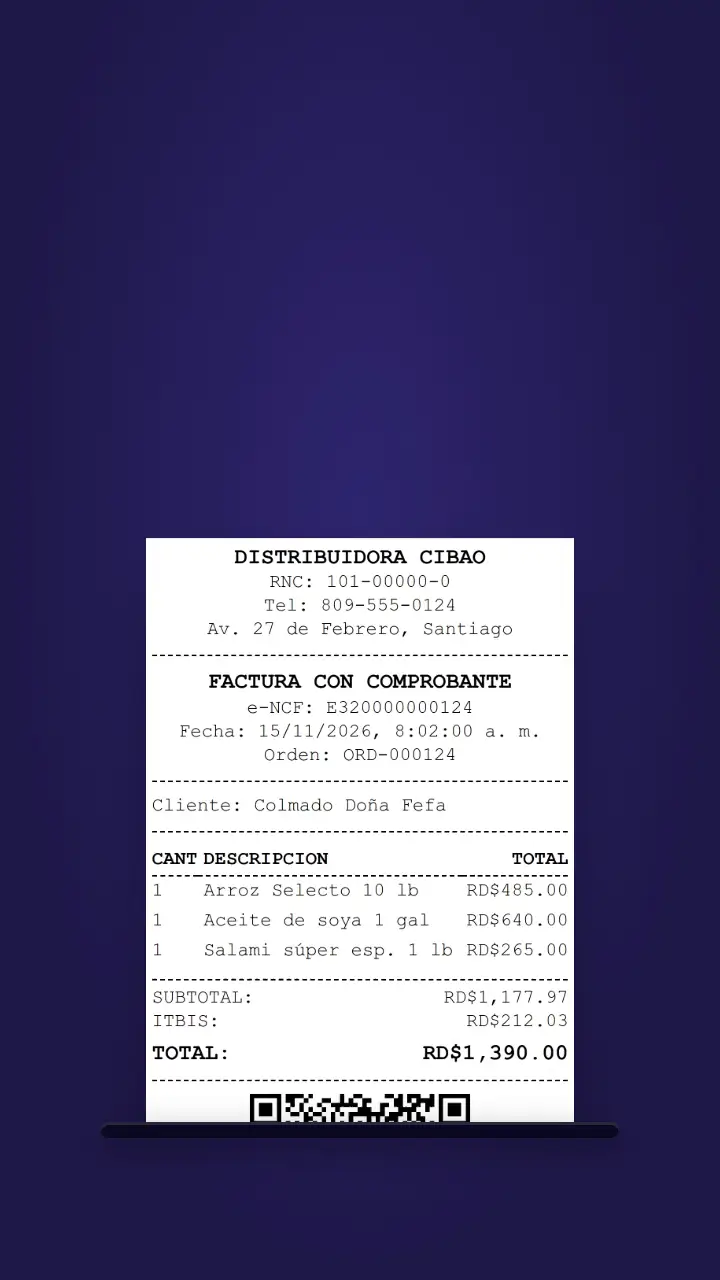 DISTRIBUIDORA CIBAO
RNC: 101-00000-0
Tel: 809-555-0124
Av. 27 de Febrero, Santiago
FACTURA CON COMPROBANTE
e-NCF: E320000000124
Fecha: 15/11/2026, 8:02:00 a. m.
Orden: ORD-000124
Cliente: Colmado Doña Fefa
CANT DESCRIPCION TOTAL
1 Arroz Selecto 10 lb RD$485.00
1 Aceite de soya 1 gal RD$640.00
1 Salami súper esp. 1 lb RD$265.00
SUBTOTAL: RD$1,177.97
ITBIS: RD$212.03
TOTAL: RD$1,390.00